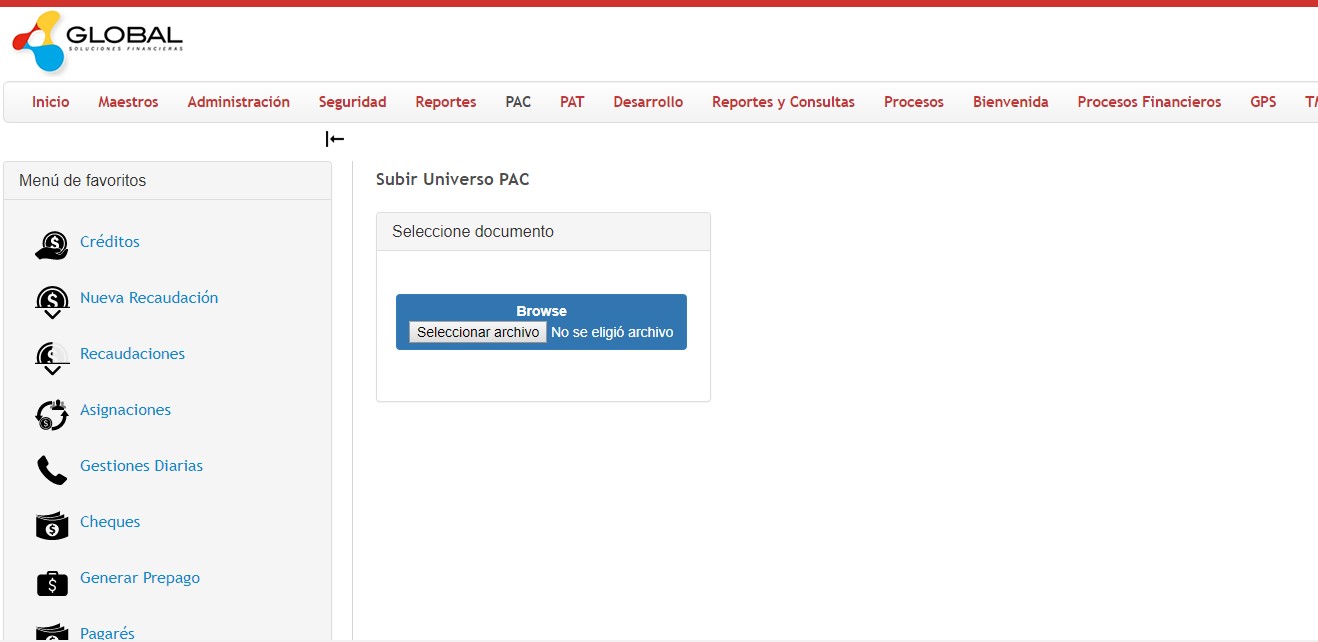 GLOBAL
SOLUCIONES FINANCIERAS
Inicio Maestros Administración Seguridad Reportes PAC PAT Desarrollo Reportes y Consultas Procesos Bienvenida Procesos Financieros GPS
Menú de favoritos
Créditos
Nueva Recaudación
Recaudaciones
Asignaciones
Gestiones Diarias
Cheques
Generar Prepago
Pagarés
Subir Universo PAC
Seleccione documento
Browse
Seleccionar archivo No se eligió archivo